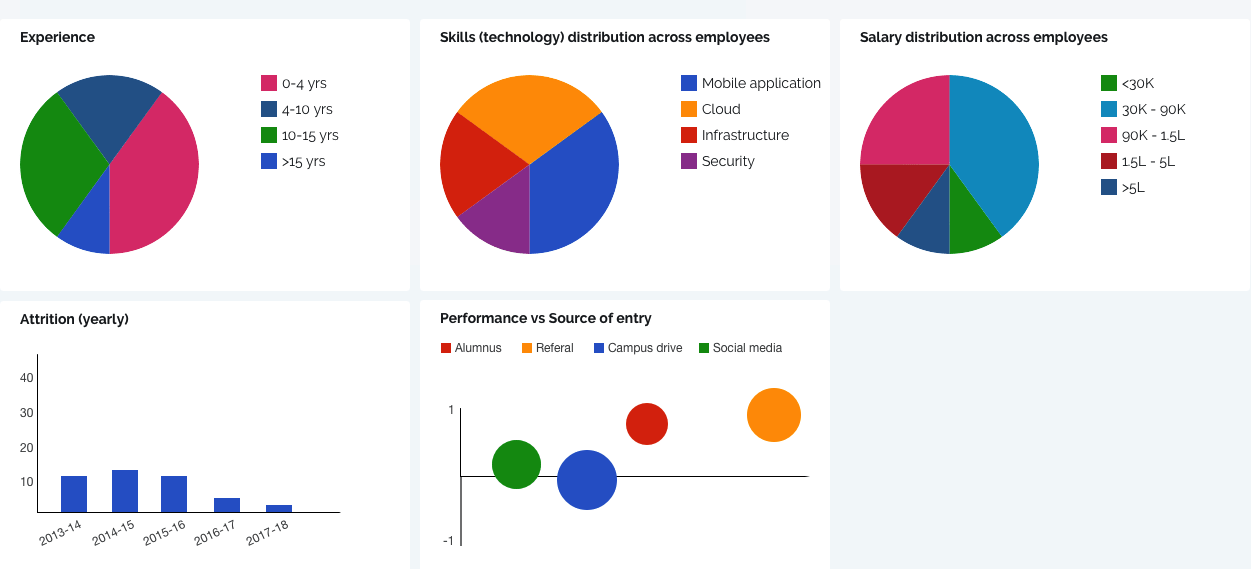 Experience
0-4 yrs
4-10 yrs
10-15 yrs
>15 yrs
Skills (technology) distribution across employees
Mobile application
Cloud
Infrastructure
Security
Salary distribution across employees
<30K
30K - 90K
90K - 1.5L
1.5L - 5L
>5L
Attrition (yearly)
40
30
20
10
2013-14 2014-15 2015-16 2016-17 2017-18
Performance vs Source of entry
Alumnus Referal Campus drive Social media
1
-1